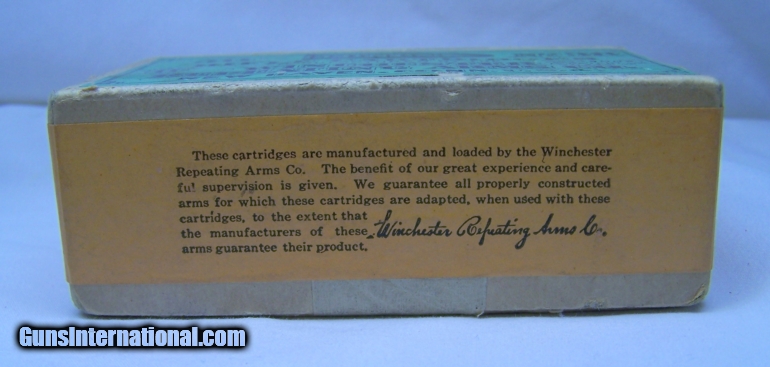 These cartridges are manufactured and loaded by the Winchester
Repeating Arms Co. The benefit of our great experience and care-
ful supervision is given. We guarantee all properly constructed
arms for which these cartridges are adapted, when used with these
cartridges, to the extent that
the manufacturers of these Winchester Repeating Arms Co.
arms guarantee their product.
GunsInternational.com